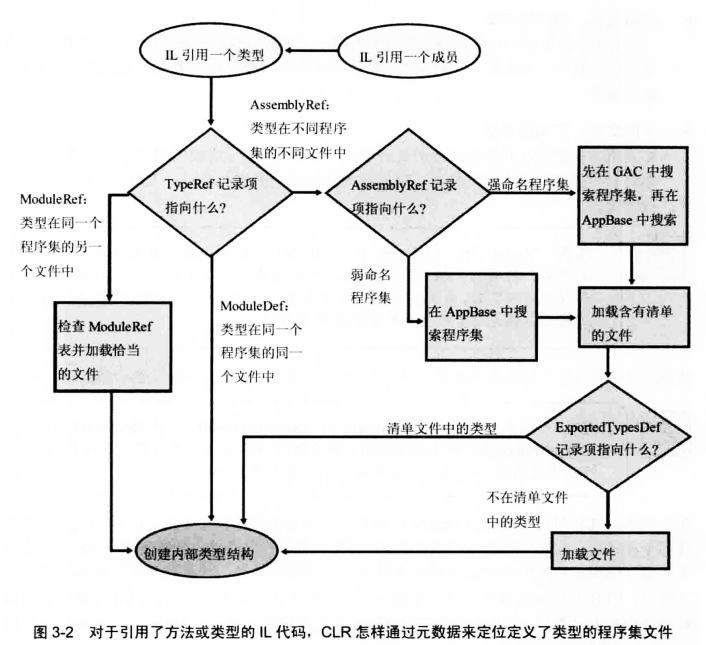 IL 引用一个类型
IL 引用一个成员
AssemblyRef:
类型在不同程序
集的不同文件中
TypeRef 记录项
指向什么?
AssemblyRef 记录
项指向什么?
强命名程序集
先在 GAC 中搜
索程序集，再在
AppBase 中搜索
ModuleRef:
类型在同一个
程序集的另一
个文件中
弱命名
程序集
ModuleDef:
类型在同一个
程序集的同一
个文件中
检查 ModuleRef
表并加载恰当
的文件
在 AppBase 中搜
索程序集
加载含有清单
的文件
清单文件中的类型
ExportedTypesDef
记录项指向什么?
不在清单文件
中的类型
创建内部类型结构
加载文件
图 3-2 对于引用了方法或类型的 IL 代码，CLR 怎样通过元数据来定位定义了类型的程序集文件